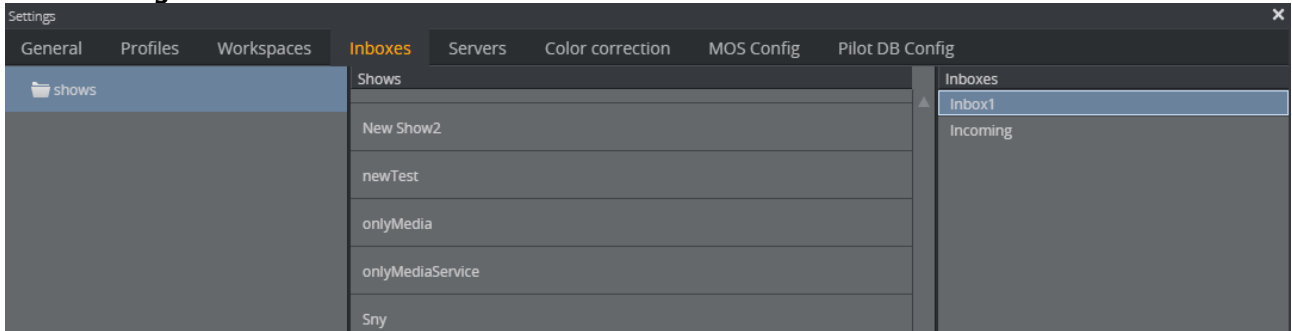 Settings
General Profiles Workspaces Inboxes Servers Color correction MOS Config Pilot DB Config
shows
Shows
New Show2
newTest
onlyMedia
onlyMediaService
Sny
Inboxes
Inbox1
Incoming